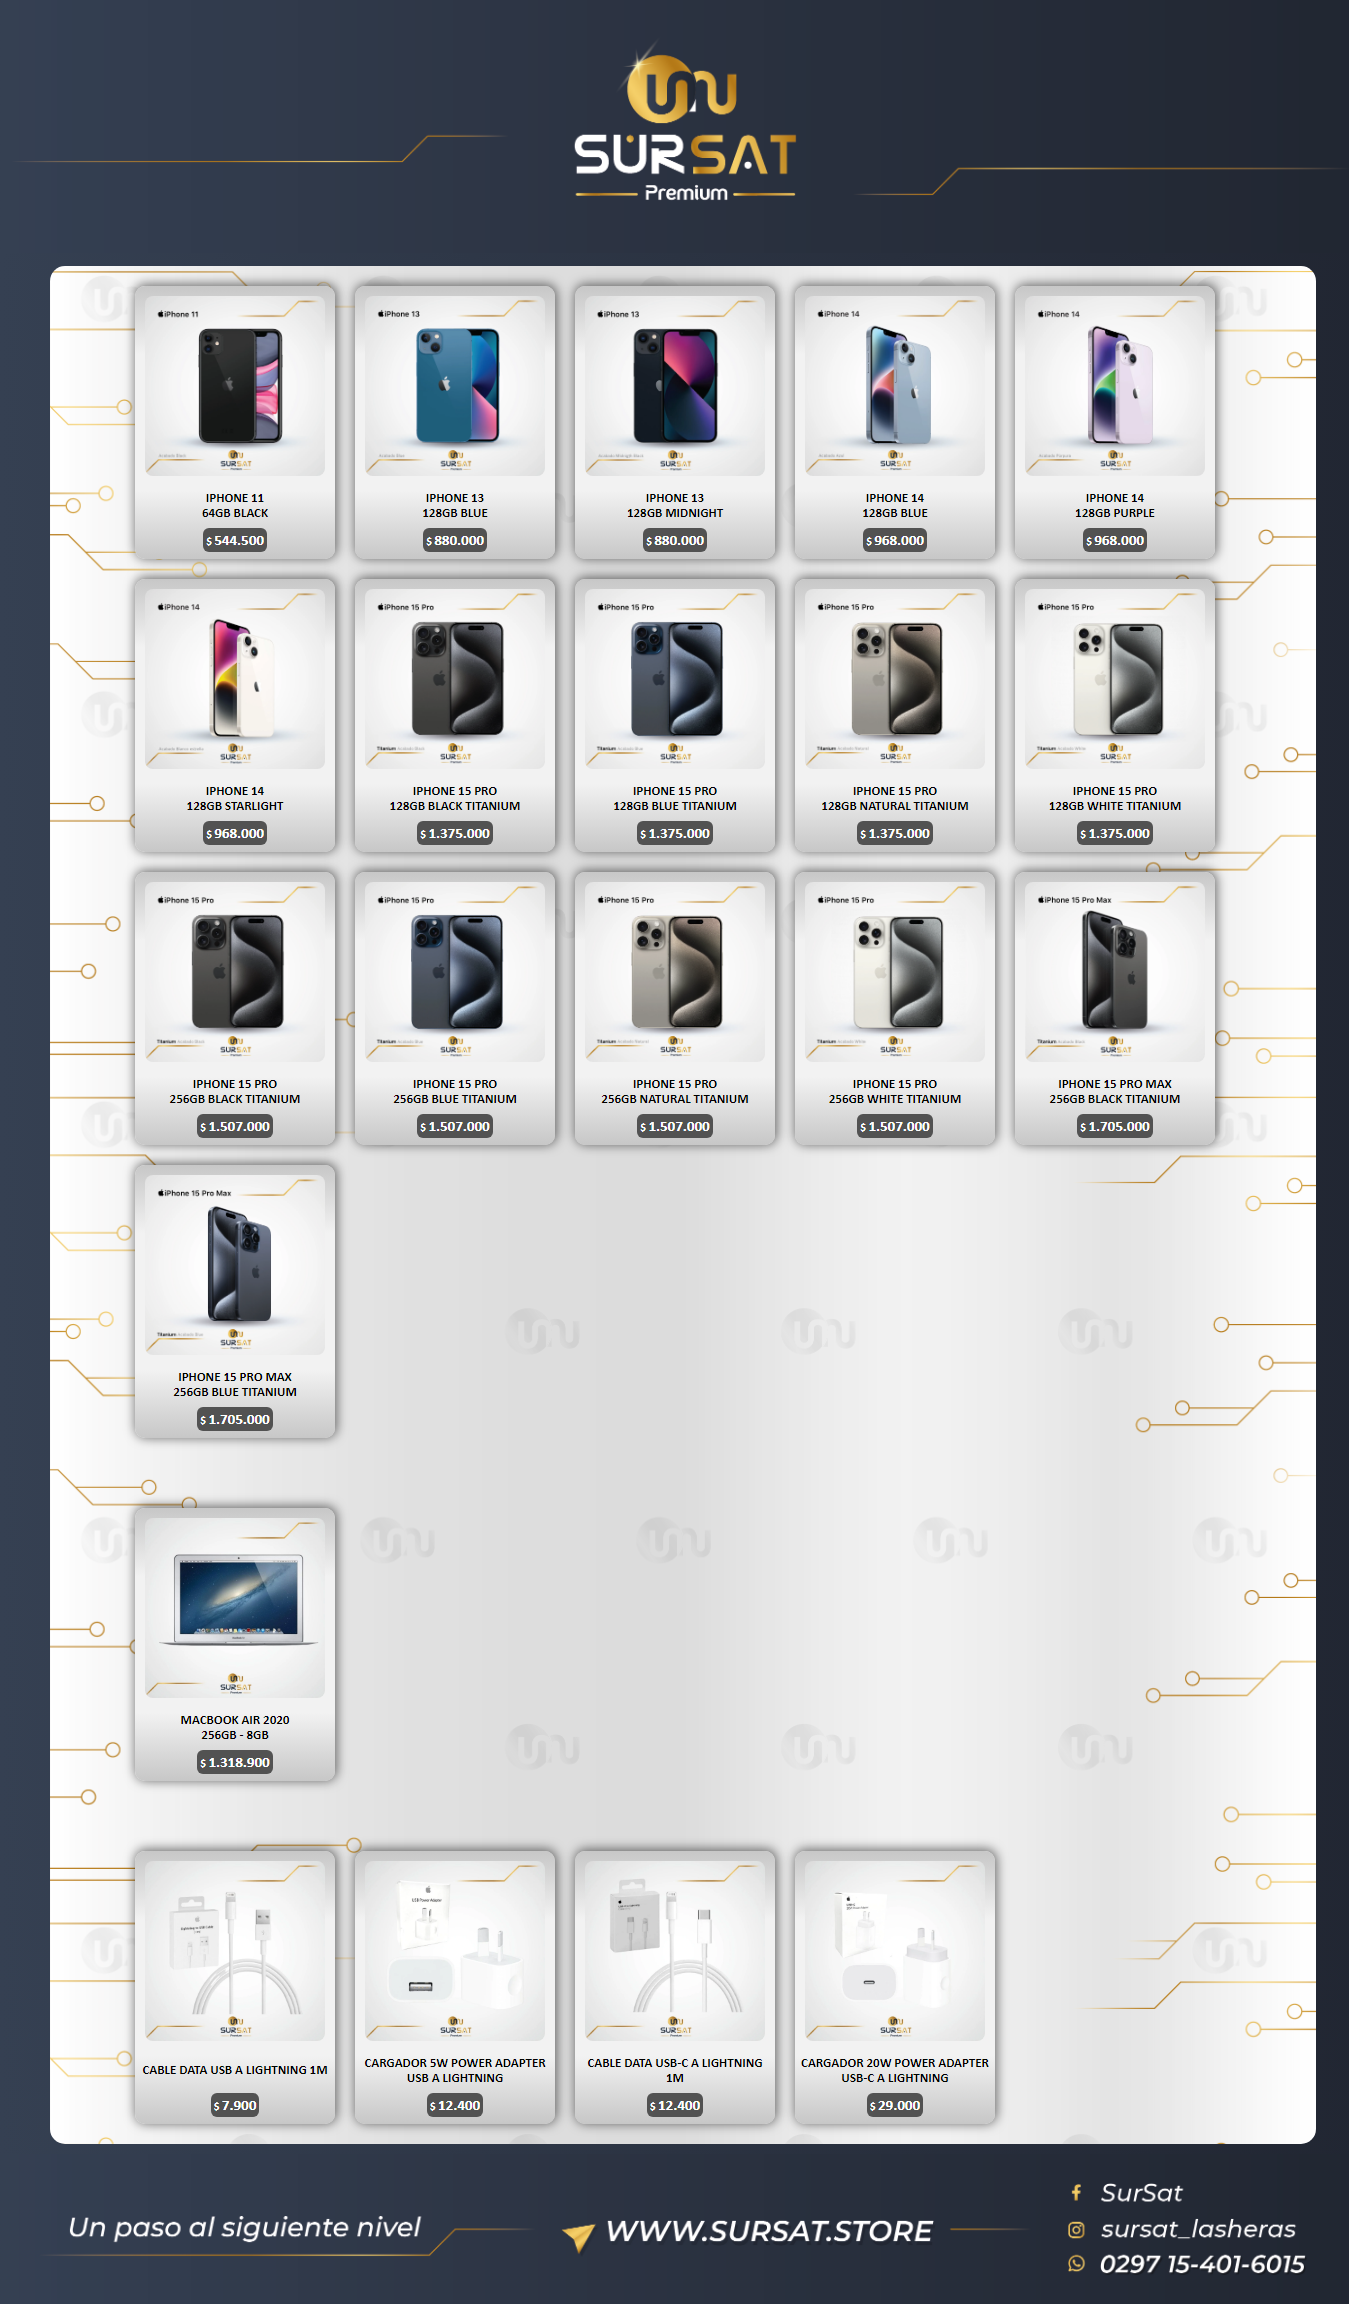 SURSAT
Premium
iPhone 11
IPHONE 11
64GB BLACK
$ 544.500
iPhone 13
IPHONE 13
128GB BLUE
$ 880.000
iPhone 13
IPHONE 13
128GB MIDNIGHT
$ 880.000
iPhone 14
IPHONE 14
128GB BLUE
$ 968.000
iPhone 14
IPHONE 14
128GB PURPLE
$ 968.000
iPhone 14
IPHONE 14
128GB STARLIGHT
$ 968.000
iPhone 15 Pro
IPHONE 15 PRO
128GB BLACK TITANIUM
$ 1.375.000
iPhone 15 Pro
IPHONE 15 PRO
128GB BLUE TITANIUM
$ 1.375.000
iPhone 15 Pro
IPHONE 15 PRO
128GB NATURAL TITANIUM
$ 1.375.000
iPhone 15 Pro
IPHONE 15 PRO
128GB WHITE TITANIUM
$ 1.375.000
iPhone 15 Pro
IPHONE 15 PRO
256GB BLACK TITANIUM
$ 1.507.000
iPhone 15 Pro
IPHONE 15 PRO
256GB BLUE TITANIUM
$ 1.507.000
iPhone 15 Pro
IPHONE 15 PRO
256GB NATURAL TITANIUM
$ 1.507.000
iPhone 15 Pro
IPHONE 15 PRO
256GB WHITE TITANIUM
$ 1.507.000
iPhone 15 Pro Max
IPHONE 15 PRO MAX
256GB BLACK TITANIUM
$ 1.705.000
iPhone 15 Pro Max
IPHONE 15 PRO MAX
256GB BLUE TITANIUM
$ 1.705.000
SURSAT
MACBOOK AIR 2020
256GB - 8GB
$ 1.318.900
SURSAT
CABLE DATA USB A LIGHTNING 1M
$ 7.900
SURSAT
CARGADOR 5W POWER ADAPTER
USB A LIGHTNING
$ 12.400
SURSAT
CABLE DATA USB-C A LIGHTNING
1M
$ 12.400
SURSAT
CARGADOR 20W POWER ADAPTER
USB-C A LIGHTNING
$ 29.000
Un paso al siguiente nivel
WWW.SURSAT.STORE
SurSat
sursat_lasheras
0297 15-401-6015